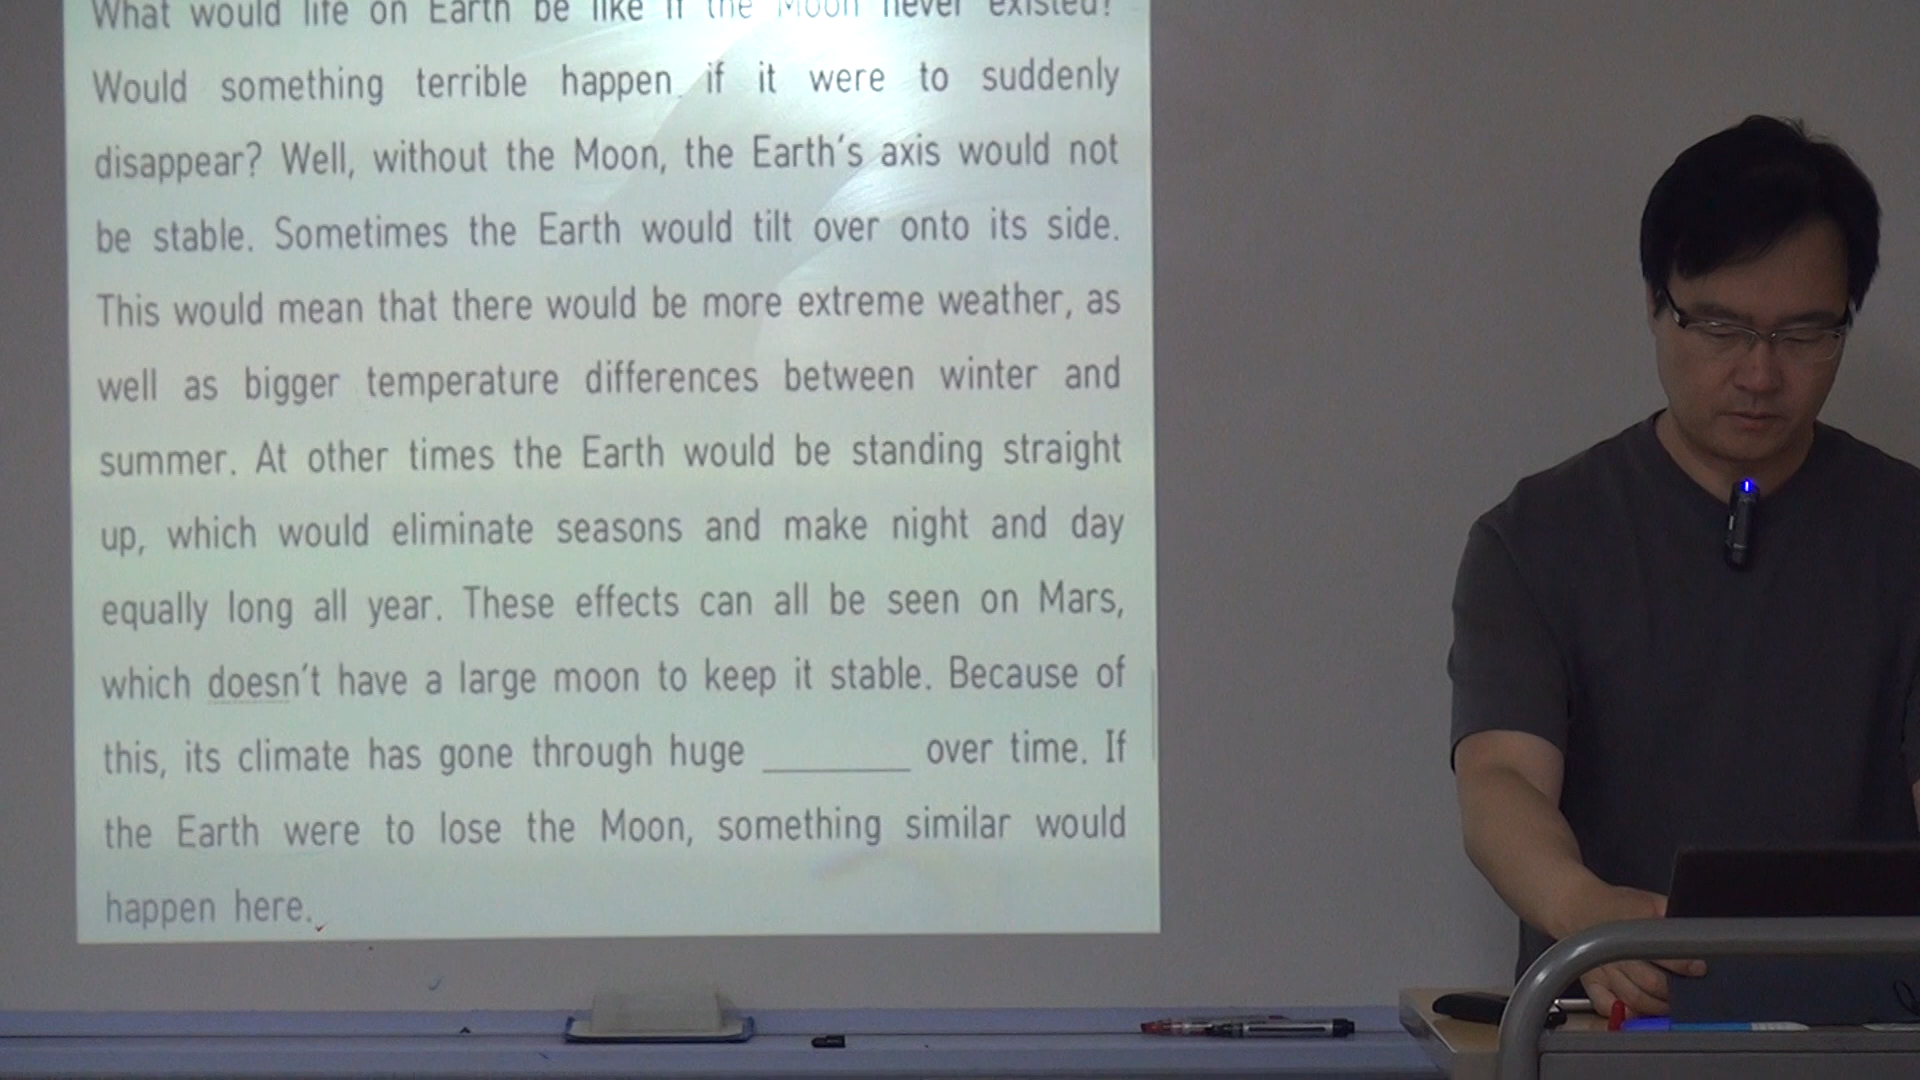 What would life on Earth be like if the Moon never existed?
Would something terrible happen if it were to suddenly
disappear? Well, without the Moon, the Earth's axis would not
be stable. Sometimes the Earth would tilt over onto its side.
This would mean that there would be more extreme weather, as
well as bigger temperature differences between winter and
summer. At other times the Earth would be standing straight
up, which would eliminate seasons and make night and day
equally long all year. These effects can all be seen on Mars,
which doesn't have a large moon to keep it stable. Because of
this, its climate has gone through huge ________ over time. If
the Earth were to lose the Moon, something similar would
happen here.